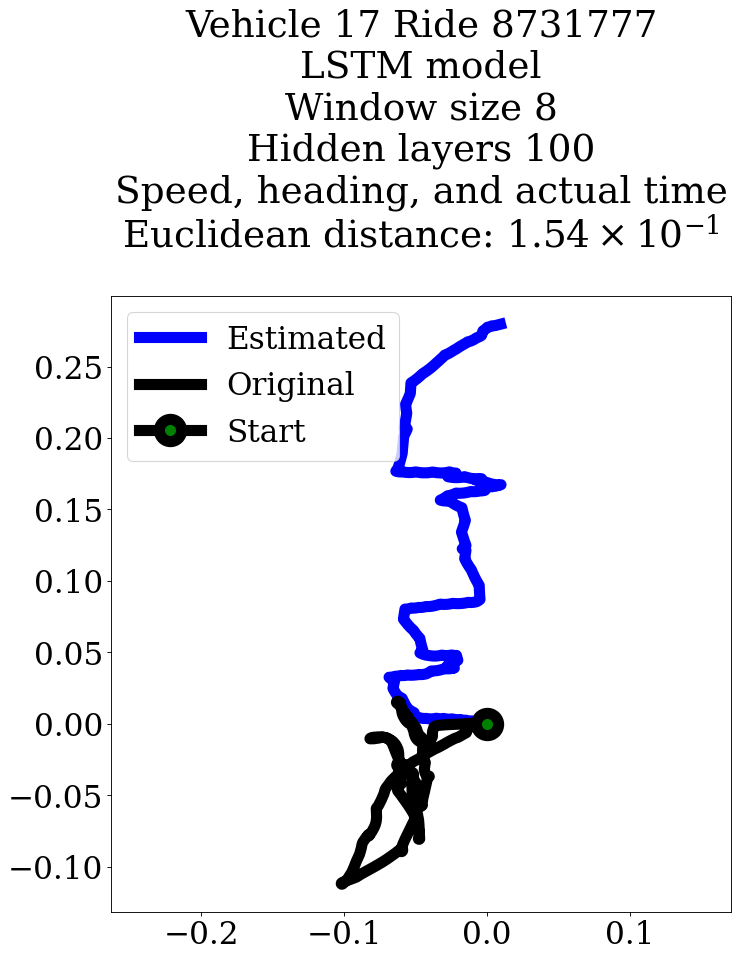 Vehicle 17 Ride 8731777
LSTM model
Window size 8
Hidden layers 100
Speed, heading, and actual time
Euclidean distance: 1.54 × 10⁻¹
Estimated
Original
Start
0.25
0.20
0.15
0.10
0.05
0.00
−0.05
−0.10
−0.2 −0.1 0.0 0.1